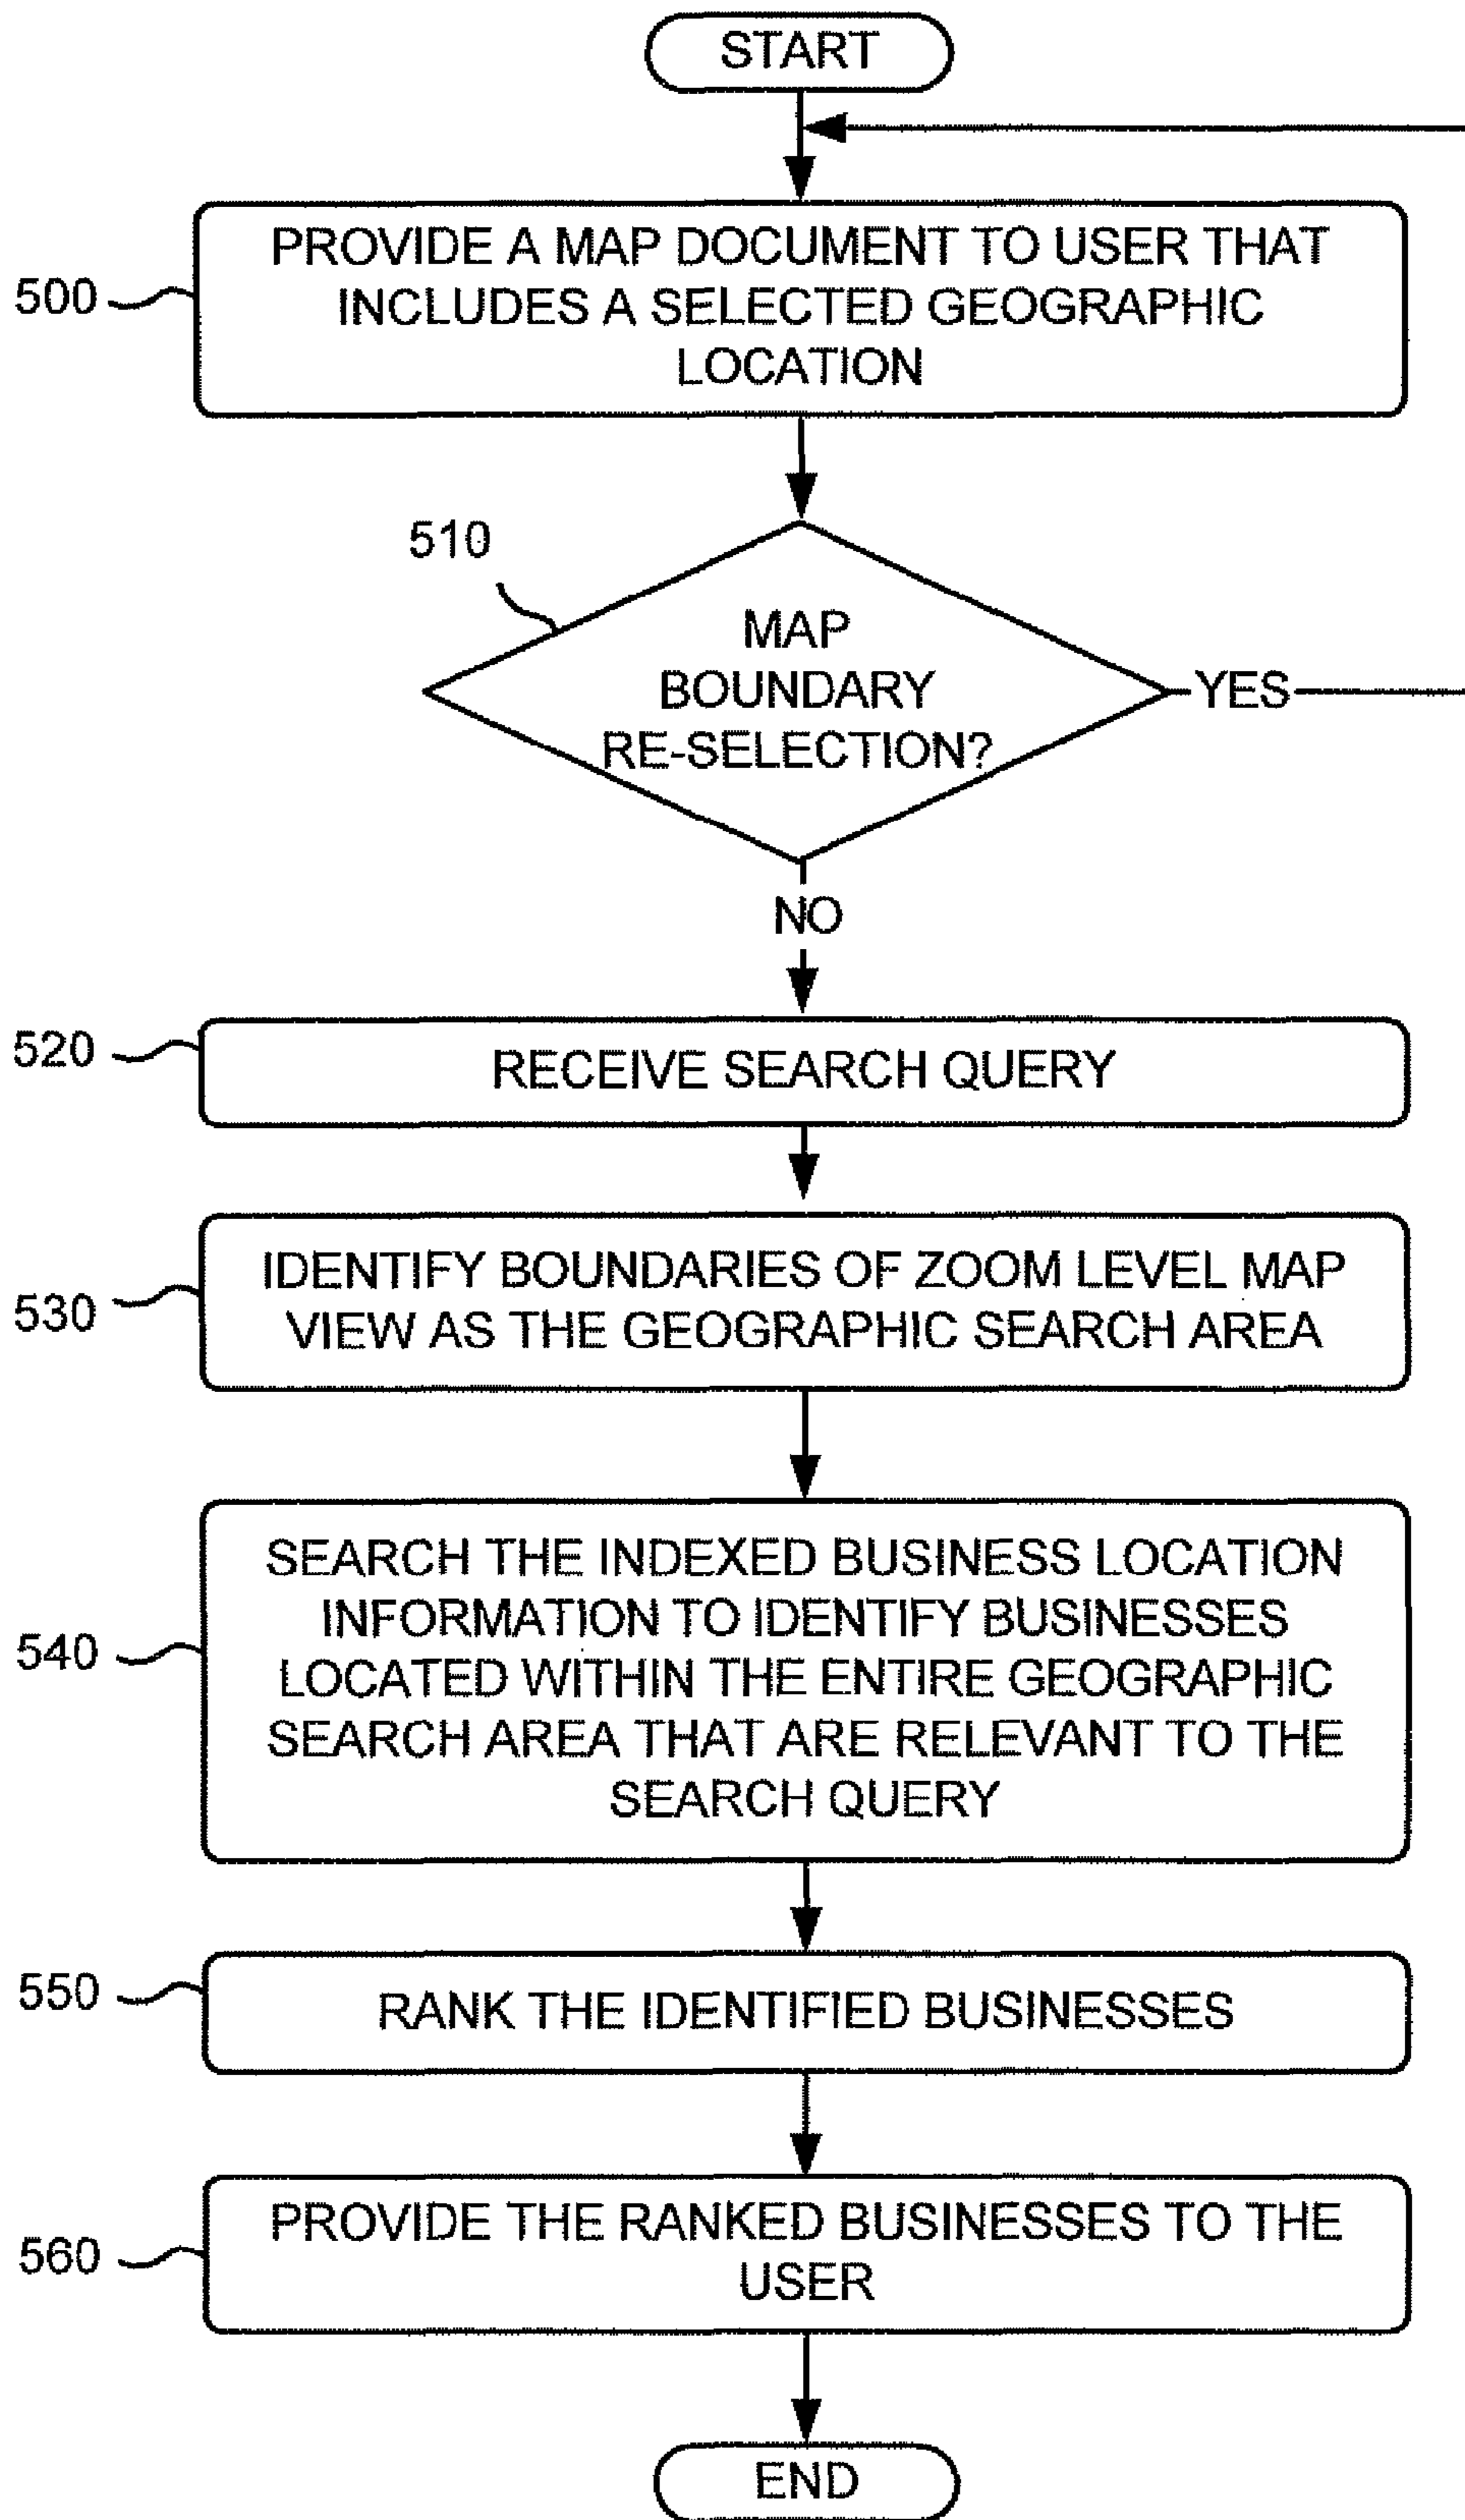 START
500
PROVIDE A MAP DOCUMENT TO USER THAT
INCLUDES A SELECTED GEOGRAPHIC
LOCATION
510
MAP
BOUNDARY
RE-SELECTION?
YES
NO
520
RECEIVE SEARCH QUERY
530
IDENTIFY BOUNDARIES OF ZOOM LEVEL MAP
VIEW AS THE GEOGRAPHIC SEARCH AREA
540
SEARCH THE INDEXED BUSINESS LOCATION
INFORMATION TO IDENTIFY BUSINESSES
LOCATED WITHIN THE ENTIRE GEOGRAPHIC
SEARCH AREA THAT ARE RELEVANT TO THE
SEARCH QUERY
550
RANK THE IDENTIFIED BUSINESSES
560
PROVIDE THE RANKED BUSINESSES TO THE
USER
END